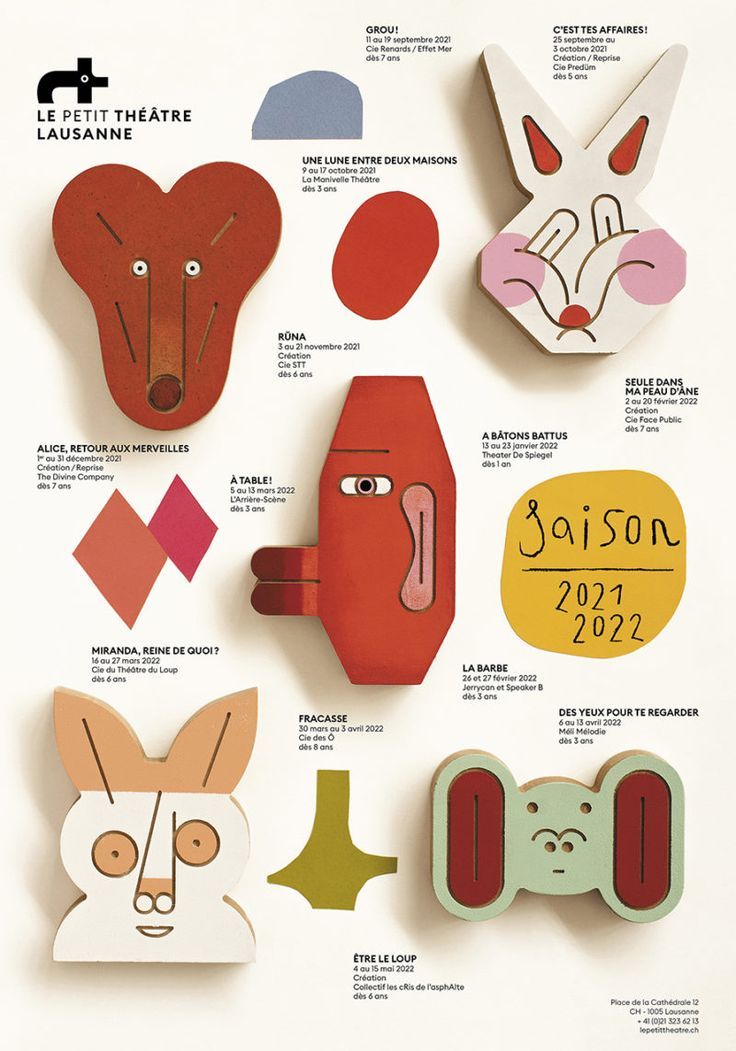 LE PETIT THÉÂTRE
LAUSANNE
GROU!
11 au 19 septembre 2021
Cie Renards / Effet Mer
dès 7 ans
C'EST TES AFFAIRES!
25 septembre au
3 octobre 2021
Création / Reprise
Cie Predüm
dès 5 ans
UNE LUNE ENTRE DEUX MAISONS
9 au 17 octobre 2021
La Manivelle Théâtre
dès 3 ans
RŪNA
3 au 21 novembre 2021
Création
Cie STT
dès 6 ans
SEULE DANS
MA PEAU D'ÂNE
2 au 20 février 2022
Création
Cie Face Public
dès 7 ans
ALICE, RETOUR AUX MERVEILLES
1er au 31 décembre 2021
Création / Reprise
The Divine Company
dès 7 ans
A BÂTONS BATTUS
13 au 23 janvier 2022
Theater De Spiegel
dès 1 an
À TABLE!
5 au 13 mars 2022
L'Arrière-Scène
dès 3 ans
Saison
2021
2022
MIRANDA, REINE DE QUOI?
16 au 27 mars 2022
Cie du Théâtre du Loup
dès 6 ans
LA BARBE
26 et 27 février 2022
Jerrycan et Speaker B
dès 3 ans
FRACASSE
30 mars au 3 avril 2022
Cie des Ô
dès 8 ans
DES YEUX POUR TE REGARDER
6 au 13 avril 2022
Méli Mélodie
dès 3 ans
ÊTRE LE LOUP
4 au 15 mai 2022
Création
Collectif les cRis de l'asphAlte
dès 6 ans
Place de la Cathédrale 12
CH - 1005 Lausanne
+ 41 (0)21 323 62 13
lepetittheatre.ch